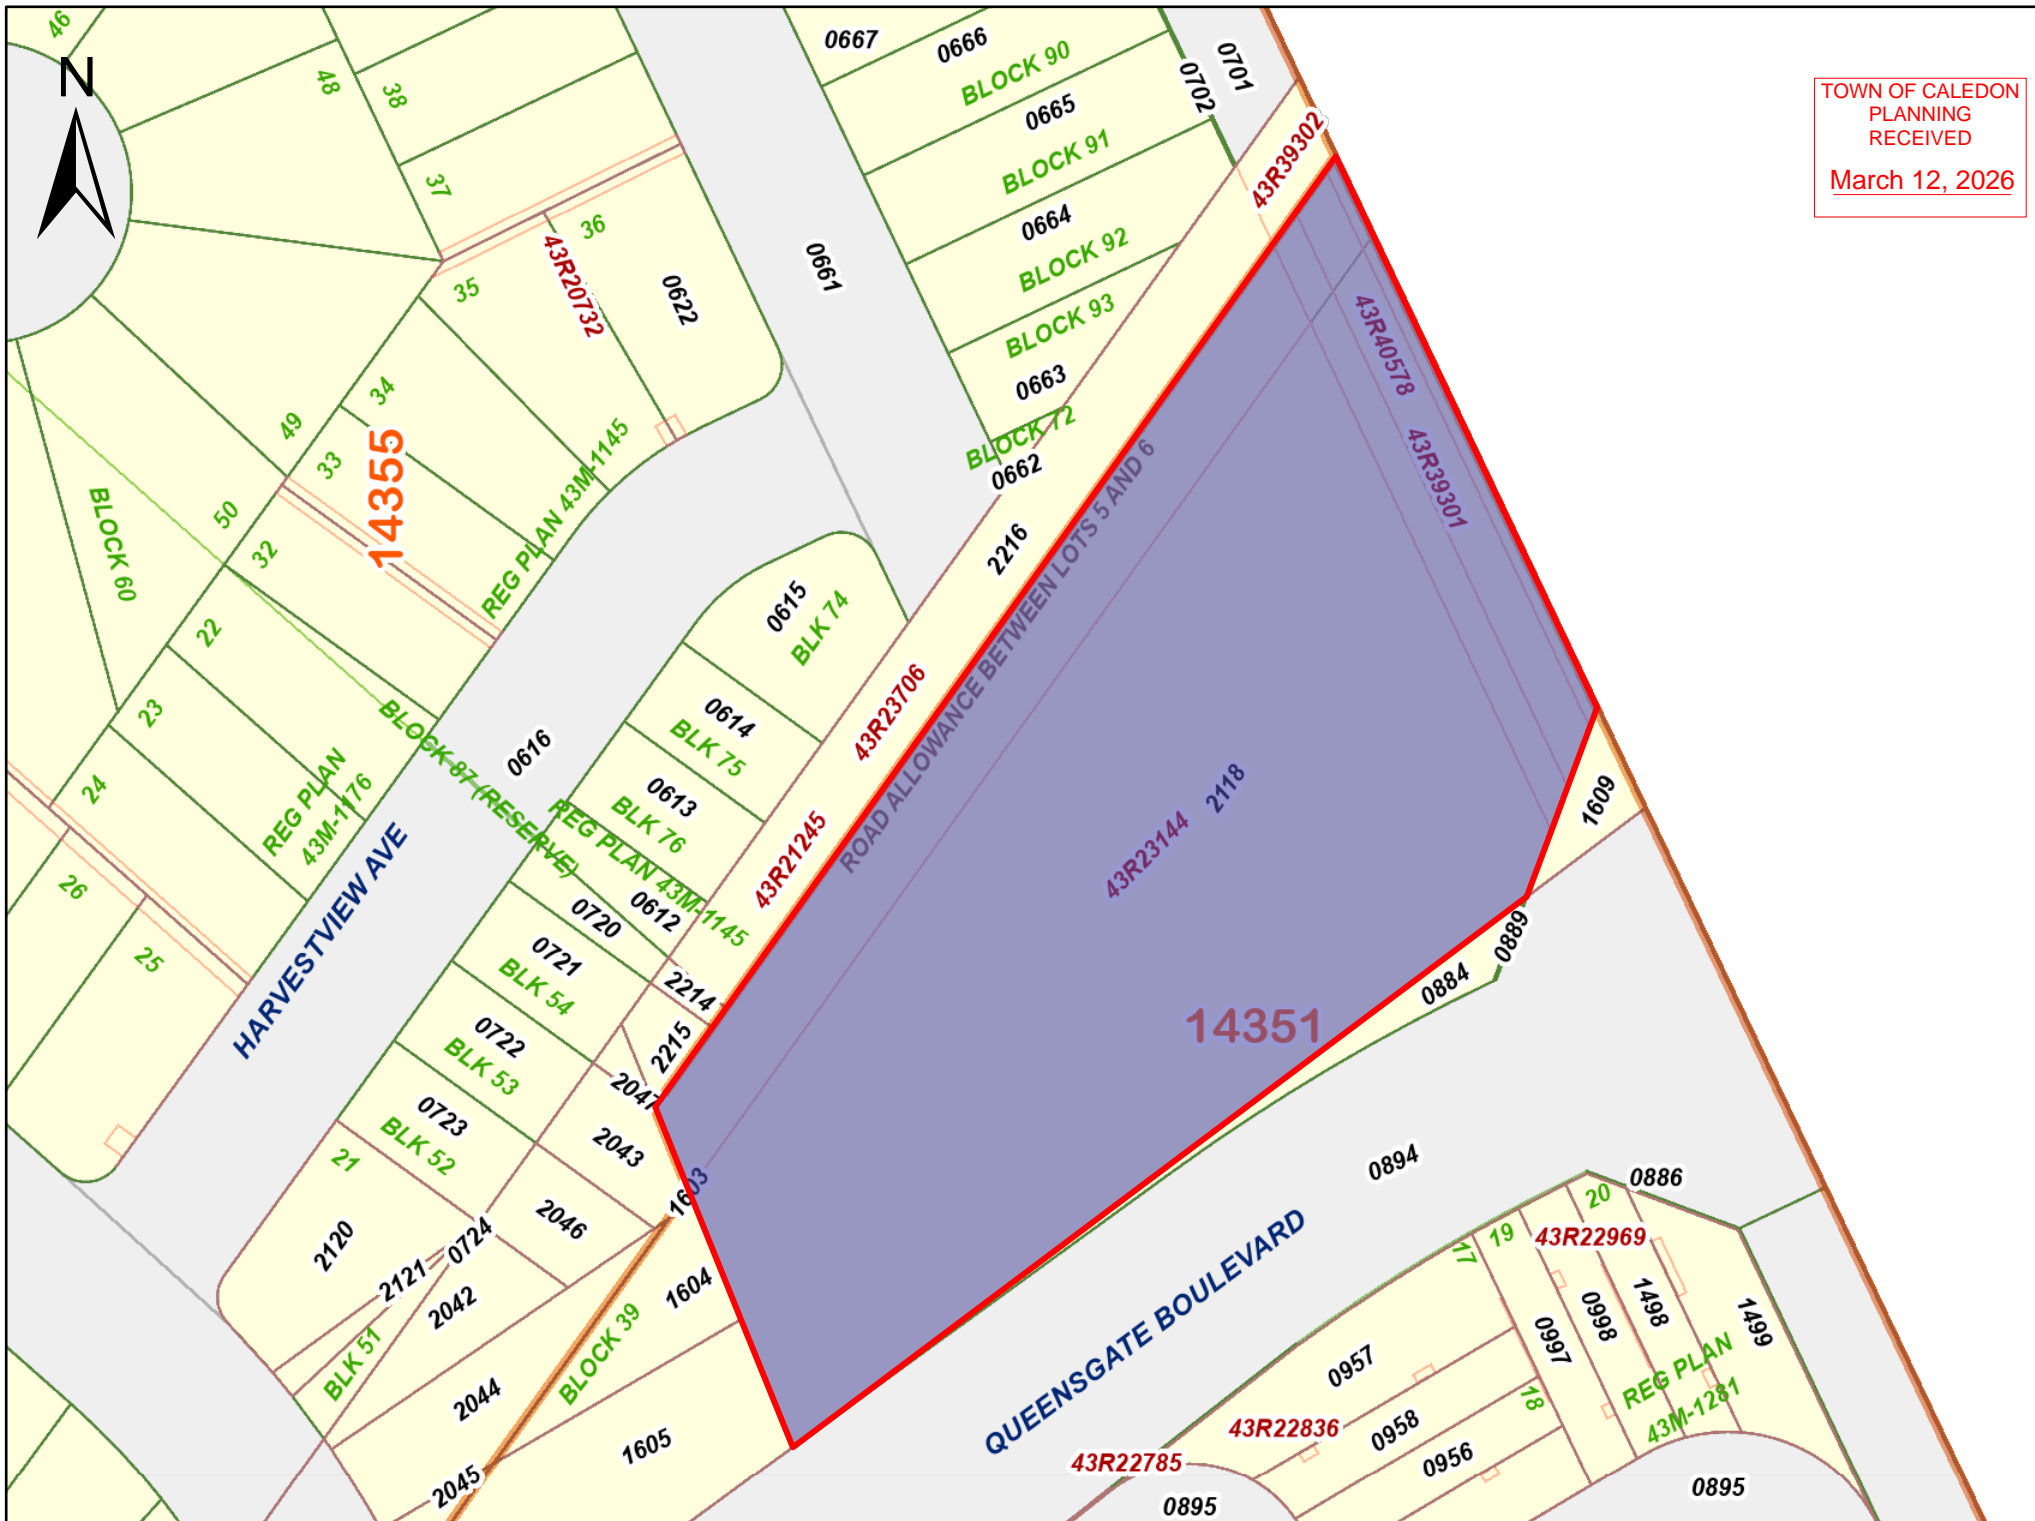 46
N
48
38
37
36
35
43R20732
0622
0661
0667
0666
BLOCK 90
0665
BLOCK 91
0664
BLOCK 92
BLOCK 93
0663
BLOCK 72
0662
0702
0701
43R39302
TOWN OF CALEDON
PLANNING
RECEIVED
March 12, 2026
43R40578
43R39301
34
49
33
14355
REG PLAN 43M-1145
BLOCK 60
50
32
22
23
24
REG PLAN
43M-1176
BLOCK 87 (RESERVE)
0616
HARVESTVIEW AVE
26
25
0615
BLK 74
0614
BLK 75
0613
BLK 76
REG PLAN 43M-1145
0612
0720
0721
BLK 54
0722
BLK 53
0723
BLK 52
21
2216
43R23706
43R21245
ROAD ALLOWANCE BETWEEN LOTS 5 AND 6
2118
43R23144
14351
1609
0889
0884
2214
2215
2047
2043
1603
2046
2120
2121
0724
2042
BLK 51
2044
BLOCK 39
1604
1605
2045
0894
QUEENSGATE BOULEVARD
0886
20
19
17
43R22969
0997
0998
1498
1499
REG PLAN
43M-1281
18
0957
43R22836
0958
0956
43R22785
0895
0895